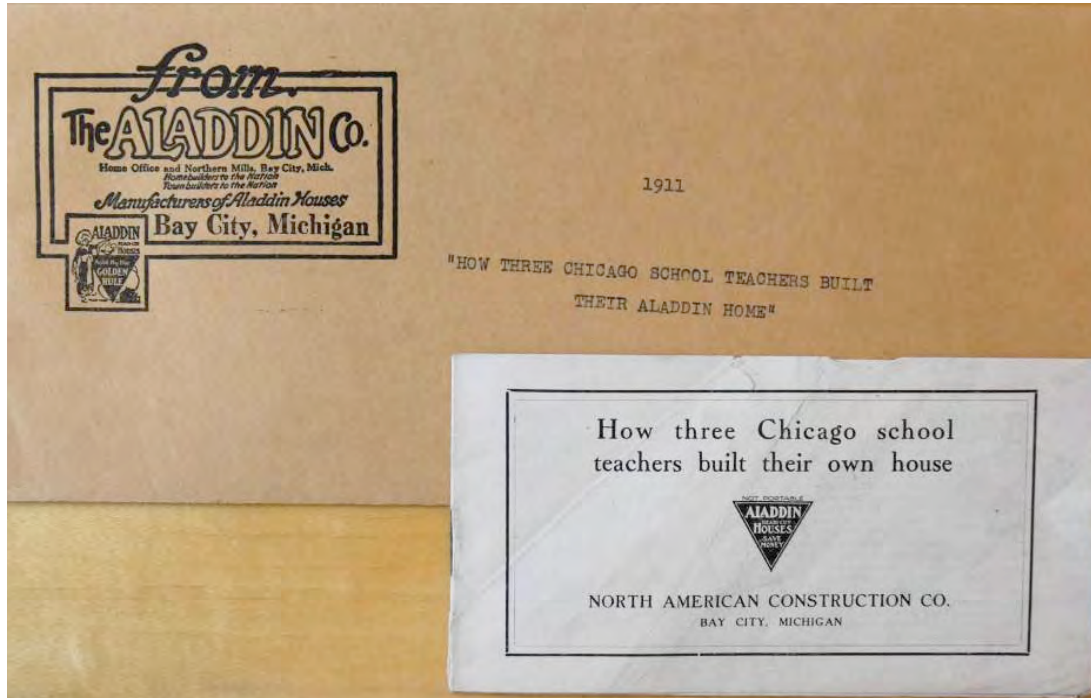 from
The ALADDIN Co.
Home Office and Northern Mills, Bay City, Mich.
Homebuilders to the Nation
Townbuilders to the Nation
Manufacturers of Aladdin Houses
Bay City, Michigan
ALADDIN
HOUSES
GOLDEN
RULE
1911
"HOW THREE CHICAGO SCHOOL TEACHERS BUILT
THEIR ALADDIN HOME"
How three Chicago school
teachers built their own house
NOT PORTABLE
ALADDIN
READI-CUT
HOUSES
SAVE
MONEY
NORTH AMERICAN CONSTRUCTION CO.
BAY CITY, MICHIGAN